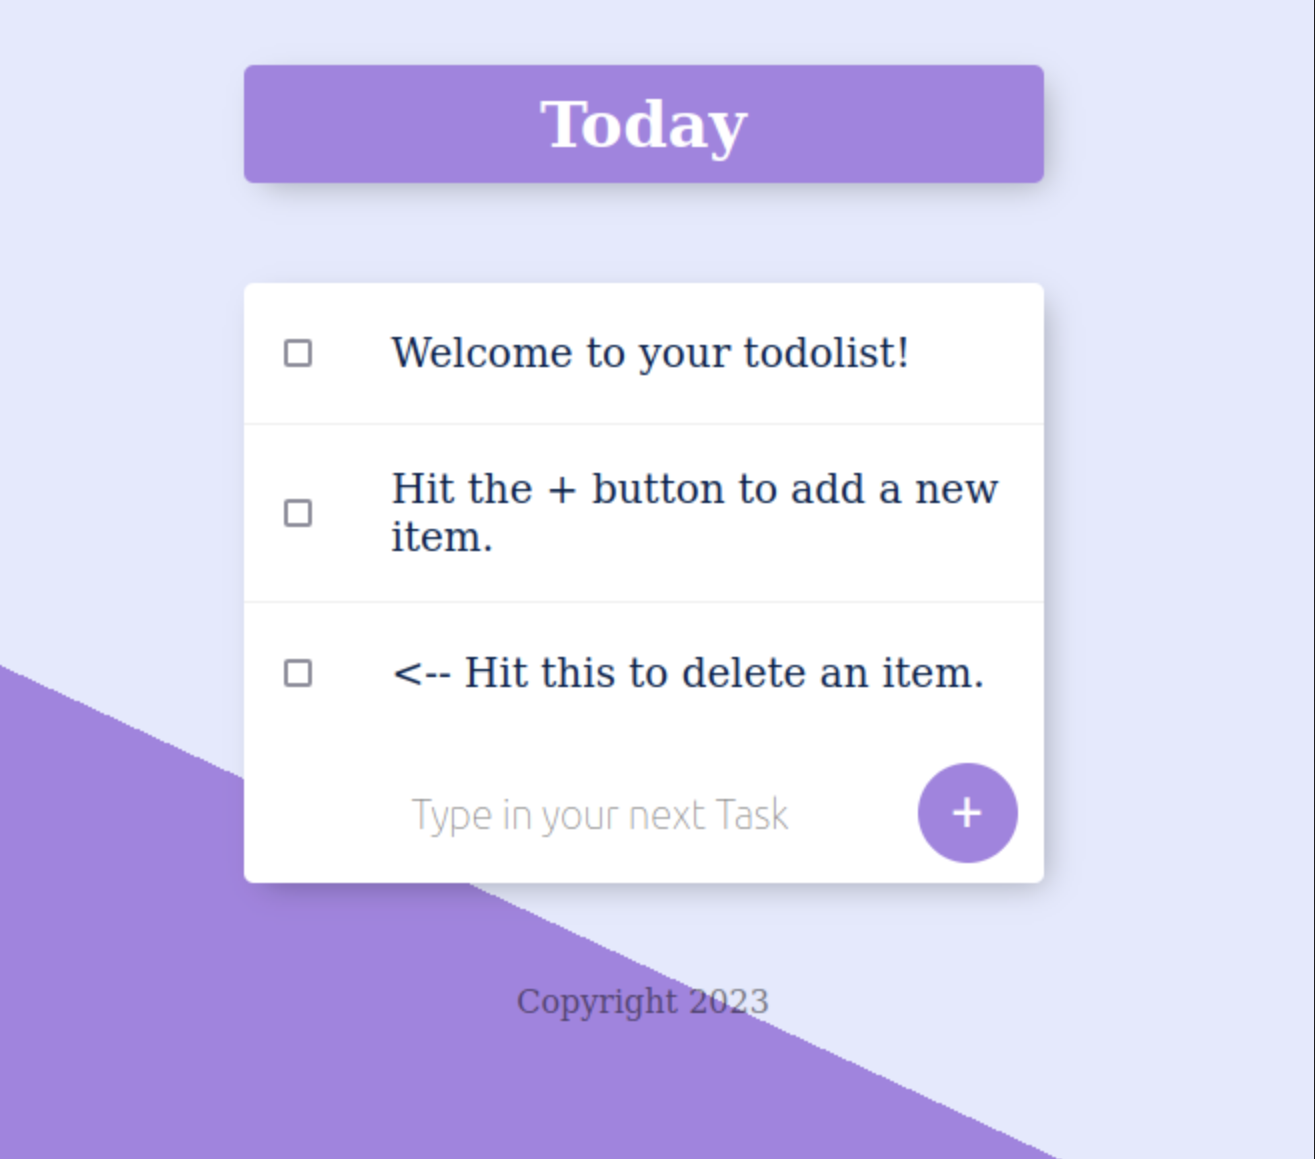 Today
Welcome to your todolist!
Hit the + button to add a new
item.
<-- Hit this to delete an item.
Type in your next Task
+
Copyright 2023